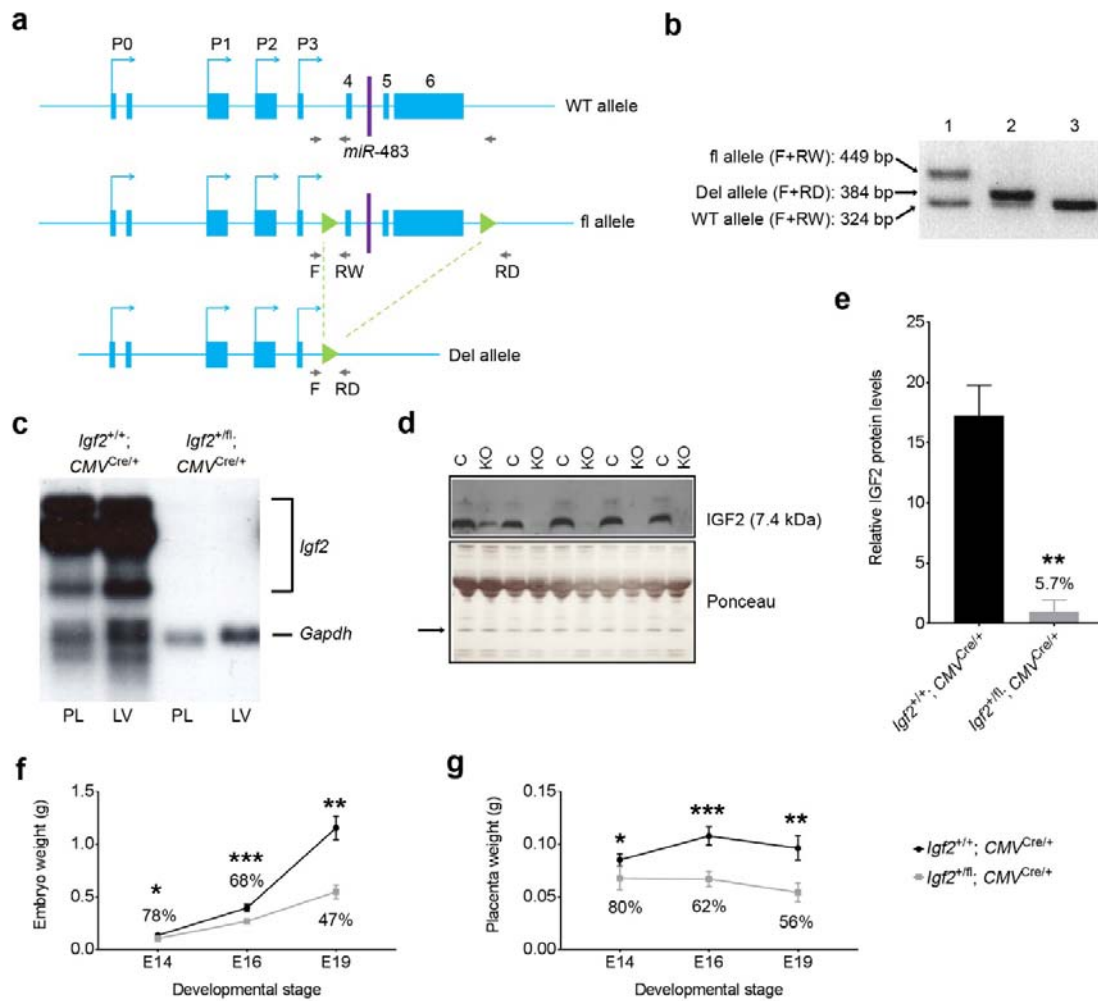 a
P0 P1 P2 P3
4 5 6
WT allele
miR-483
fl allele
F RW RD
Del allele
F RD
b
1 2 3
fl allele (F+RW): 449 bp
Del allele (F+RD): 384 bp
WT allele (F+RW): 324 bp
c
Igf2+/+; Igf2+/fl;
CMVCre/+ CMVCre/+
Igf2
Gapdh
PL LV PL LV
d
C KO C KO C KO C KO C KO
IGF2 (7.4 kDa)
Ponceau
e
Relative IGF2 protein levels
25
20
15
10
5
0
**
5.7%
Igf2+/+; CMVCre/+
Igf2+/fl; CMVCre/+
f
Embryo weight (g)
1.5
1.0
0.5
0.0
*
78%
***
68%
**
47%
E14 E16 E19
Developmental stage
g
Placenta weight (g)
0.15
0.10
0.05
0.00
*
80%
***
62%
**
56%
E14 E16 E19
Developmental stage
Igf2+/+; CMVCre/+
Igf2+/fl; CMVCre/+